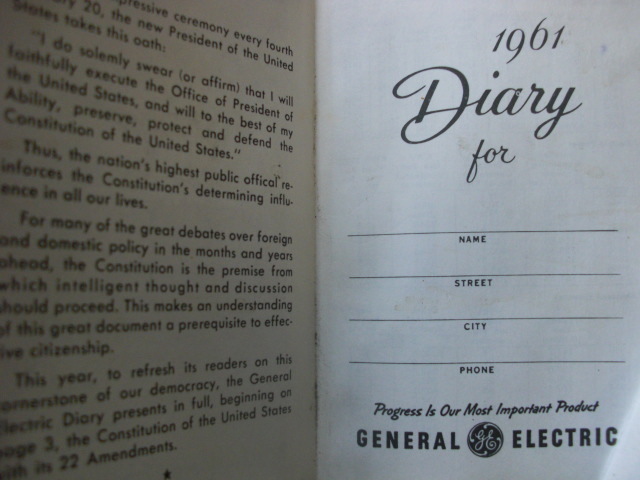 pressive ceremony every fourth
20, the new President of the United
States takes this oath:
"I do solemnly swear (or affirm) that I will
faithfully execute the Office of President of
the United States, and will to the best of my
Ability, preserve, protect and defend the
Constitution of the United States."
Thus, the nation's highest public offical re-
inforces the Constitution's determining influ-
ence in all our lives.
For many of the great debates over foreign
and domestic policy in the months and years
ahead, the Constitution is the premise from
which intelligent thought and discussion
should proceed. This makes an understanding
of this great document a prerequisite to effec-
tive citizenship.
This year, to refresh its readers on this
cornerstone of our democracy, the General
Electric Diary presents in full, beginning on
page 3, the Constitution of the United States
with its 22 Amendments.
1961
Diary
for
NAME
STREET
CITY
PHONE
Progress Is Our Most Important Product
GENERAL GE ELECTRIC